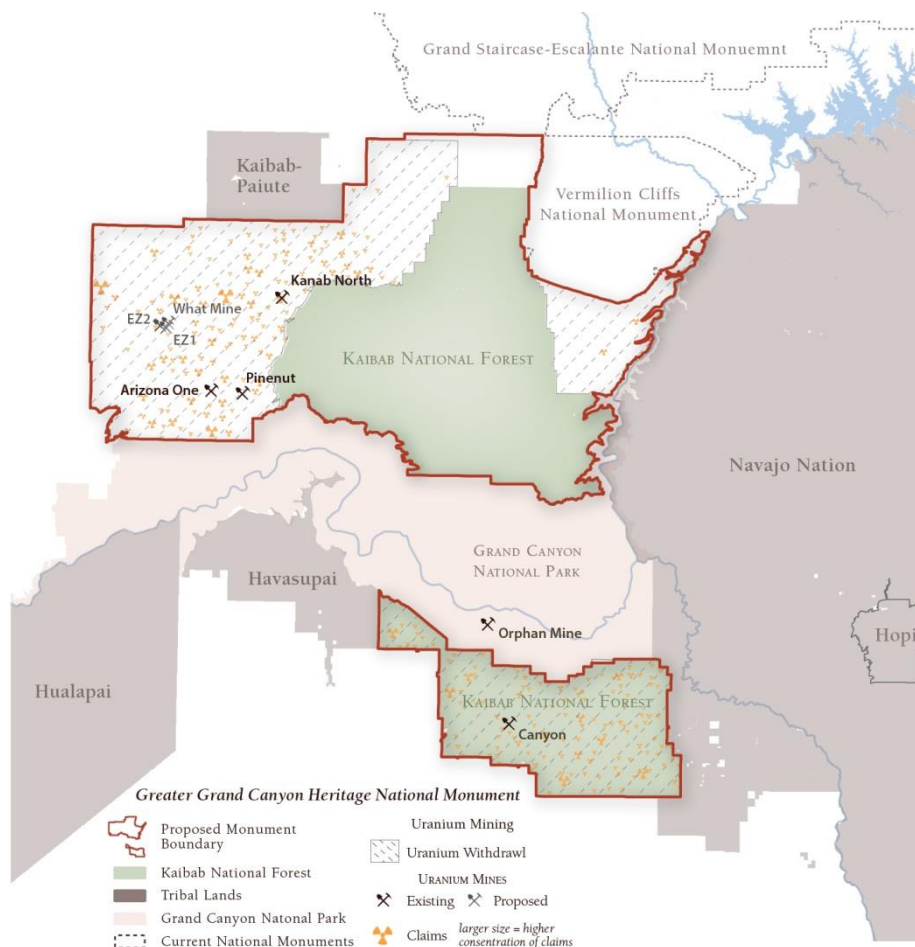 Grand Staircase-Escalante National Monuemnt
Kaibab-
Paiute
Vermilion Cliffs
National Monument
Kanab North
What Mine
EZ2
EZ1
Kaibab National Forest
Arizona One
Pinenut
Navajo Nation
Grand Canyon
National Park
Havasupai
Orphan Mine
Hopi
Hualapai
Kaibab National Forest
Canyon
Greater Grand Canyon Heritage National Monument
Proposed Monument
Boundary
Kaibab National Forest
Tribal Lands
Grand Canyon Natonal Park
Current National Monuments
Uranium Mining
Uranium Withdrawl
Uranium Mines
Existing
Proposed
Claims
larger size = higher
consentration of claims